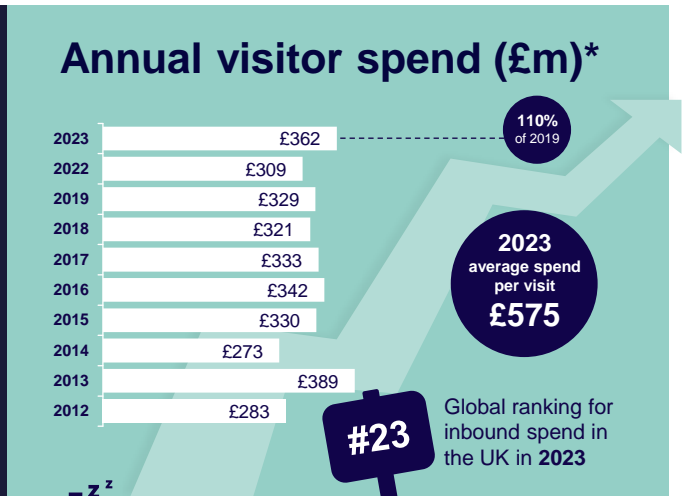 Annual visitor spend (£m)*
2023 £362
110%
of 2019
2022 £309
2019 £329
2018 £321
2017 £333
2016 £342
2015 £330
2014 £273
2013 £389
2012 £283
2023
average spend
per visit
£575
#23
Global ranking for
inbound spend in
the UK in 2023
z z